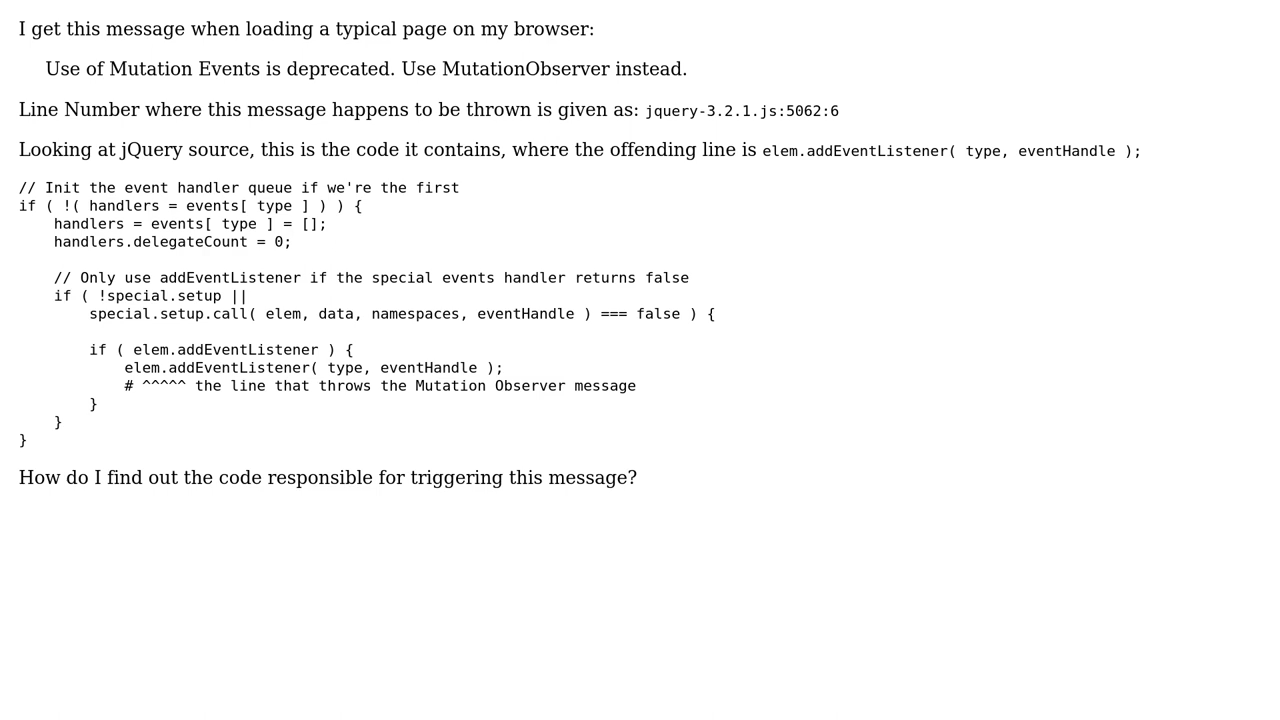 I get this message when loading a typical page on my browser:
Use of Mutation Events is deprecated. Use MutationObserver instead.
Line Number where this message happens to be thrown is given as: jquery-3.2.1.js:5062:6
Looking at jQuery source, this is the code it contains, where the offending line is elem.addEventListener( type, eventHandle );
// Init the event handler queue if we're the first
if ( !( handlers = events[ type ] ) ) {
    handlers = events[ type ] = [];
    handlers.delegateCount = 0;

    // Only use addEventListener if the special events handler returns false
    if ( !special.setup ||
        special.setup.call( elem, data, namespaces, eventHandle ) === false ) {

        if ( elem.addEventListener ) {
            elem.addEventListener( type, eventHandle );
            # ^^^^^ the line that throws the Mutation Observer message
        }
    }
}
How do I find out the code responsible for triggering this message?